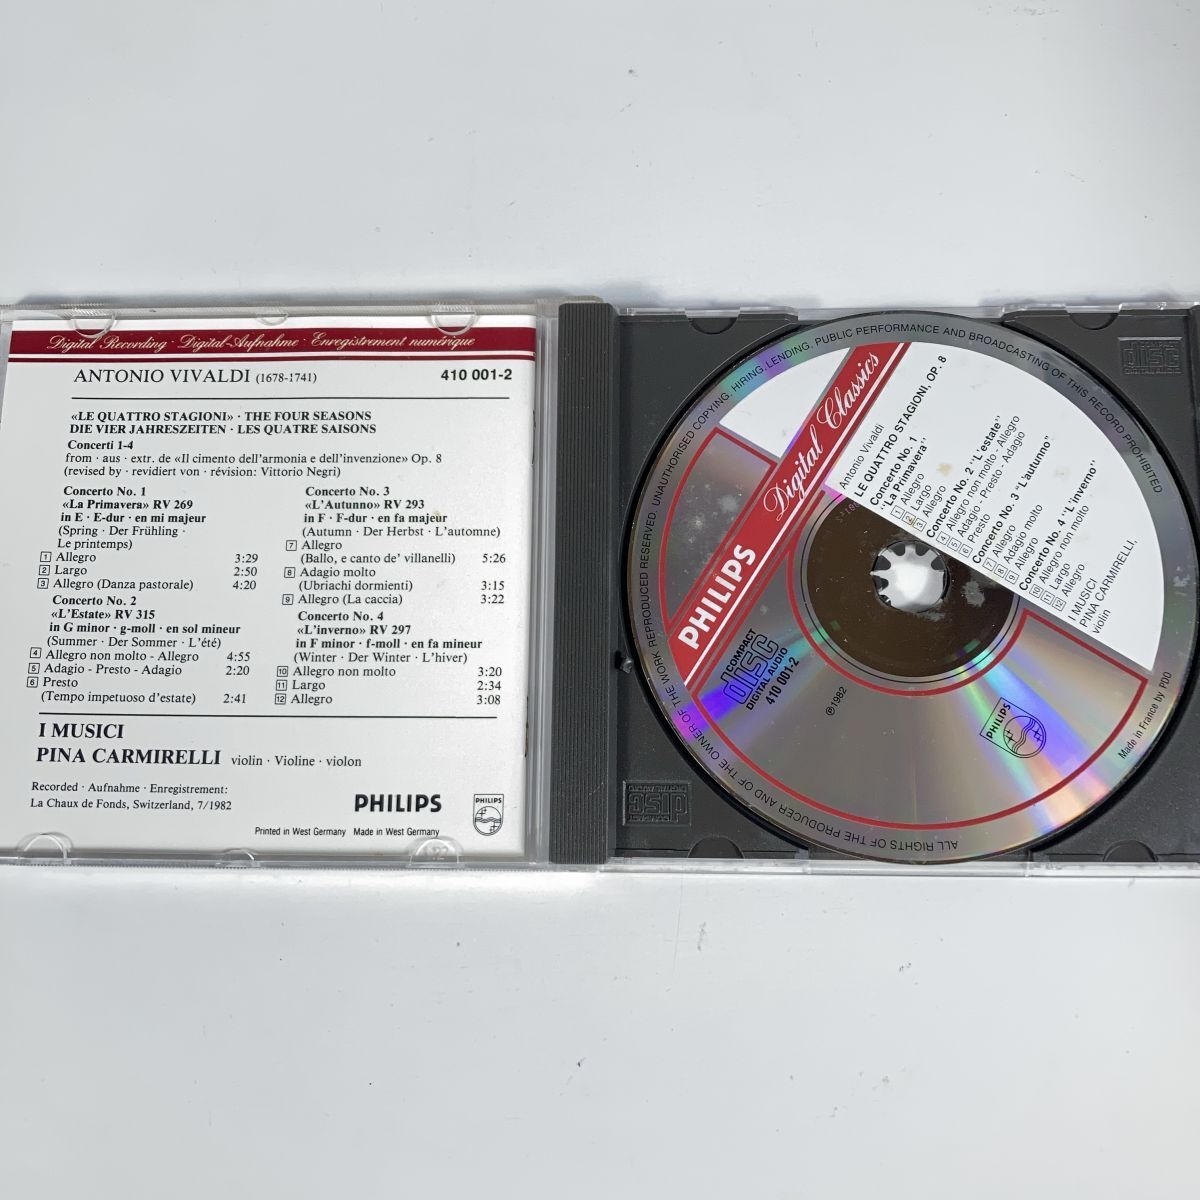 Digital Recording · Digital-Aufnahme · Enregistrement numérique
ANTONIO VIVALDI (1678-1741) 410 001-2
«LE QUATTRO STAGIONI» · THE FOUR SEASONS
DIE VIER JAHRESZEITEN · LES QUATRE SAISONS
Concerti 1-4
from · aus · extr. de «Il cimento dell'armonia e dell'invenzione» Op. 8
(revised by · revidiert von · révision: Vittorio Negri)
Concerto No. 1
«La Primavera» RV 269
in E · E-dur · en mi majeur
(Spring · Der Frühling ·
Le printemps)
1 Allegro 3:29
2 Largo 2:50
3 Allegro (Danza pastorale) 4:20
Concerto No. 2
«L'Estate» RV 315
in G minor · g-moll · en sol mineur
(Summer · Der Sommer · L'été)
4 Allegro non molto - Allegro 4:55
5 Adagio - Presto - Adagio 2:20
6 Presto
(Tempo impetuoso d'estate) 2:41
Concerto No. 3
«L'Autunno» RV 293
in F · F-dur · en fa majeur
(Autumn · Der Herbst · L'automne)
7 Allegro
(Ballo, e canto de' villanelli) 5:26
8 Adagio molto
(Ubriachi dormienti) 3:15
9 Allegro (La caccia) 3:22
Concerto No. 4
«L'inverno» RV 297
in F minor · f-moll · en fa mineur
(Winter · Der Winter · L'hiver)
10 Allegro non molto 3:20
11 Largo 2:34
12 Allegro 3:08
I MUSICI
PINA CARMIRELLI violin · Violine · violon
Recorded · Aufnahme · Enregistrement:
La Chaux de Fonds, Switzerland, 7/1982
PHILIPS
PHILIPS
Printed in West Germany Made in West Germany
ALL RIGHTS OF THE PRODUCER AND OF THE OWNER OF THE WORK REPRODUCED RESERVED. UNAUTHORISED COPYING, HIRING, LENDING, PUBLIC PERFORMANCE AND BROADCASTING OF THIS RECORD PROHIBITED.
PHILIPS Digital Classics
Antonio Vivaldi
LE QUATTRO STAGIONI, OP. 8
Concerto No. 1
"La Primavera"
1 Allegro
2 Largo
3 Allegro
Concerto No. 2 "L'estate"
4 Allegro non molto - Allegro
5 Adagio - Presto - Adagio
6 Presto
Concerto No. 3 "L'autunno"
7 Allegro
8 Adagio molto
9 Allegro
Concerto No. 4 "L'inverno"
10 Allegro non molto
11 Largo
12 Allegro
I MUSICI
PINA CARMIRELLI,
violin
COMPACT
disc
DIGITAL AUDIO
410 001-2
℗1982
PHILIPS
Made in France by PDO
COMPACT
disc
DIGITAL AUDIO
COMPACT
disc
DIGITAL AUDIO